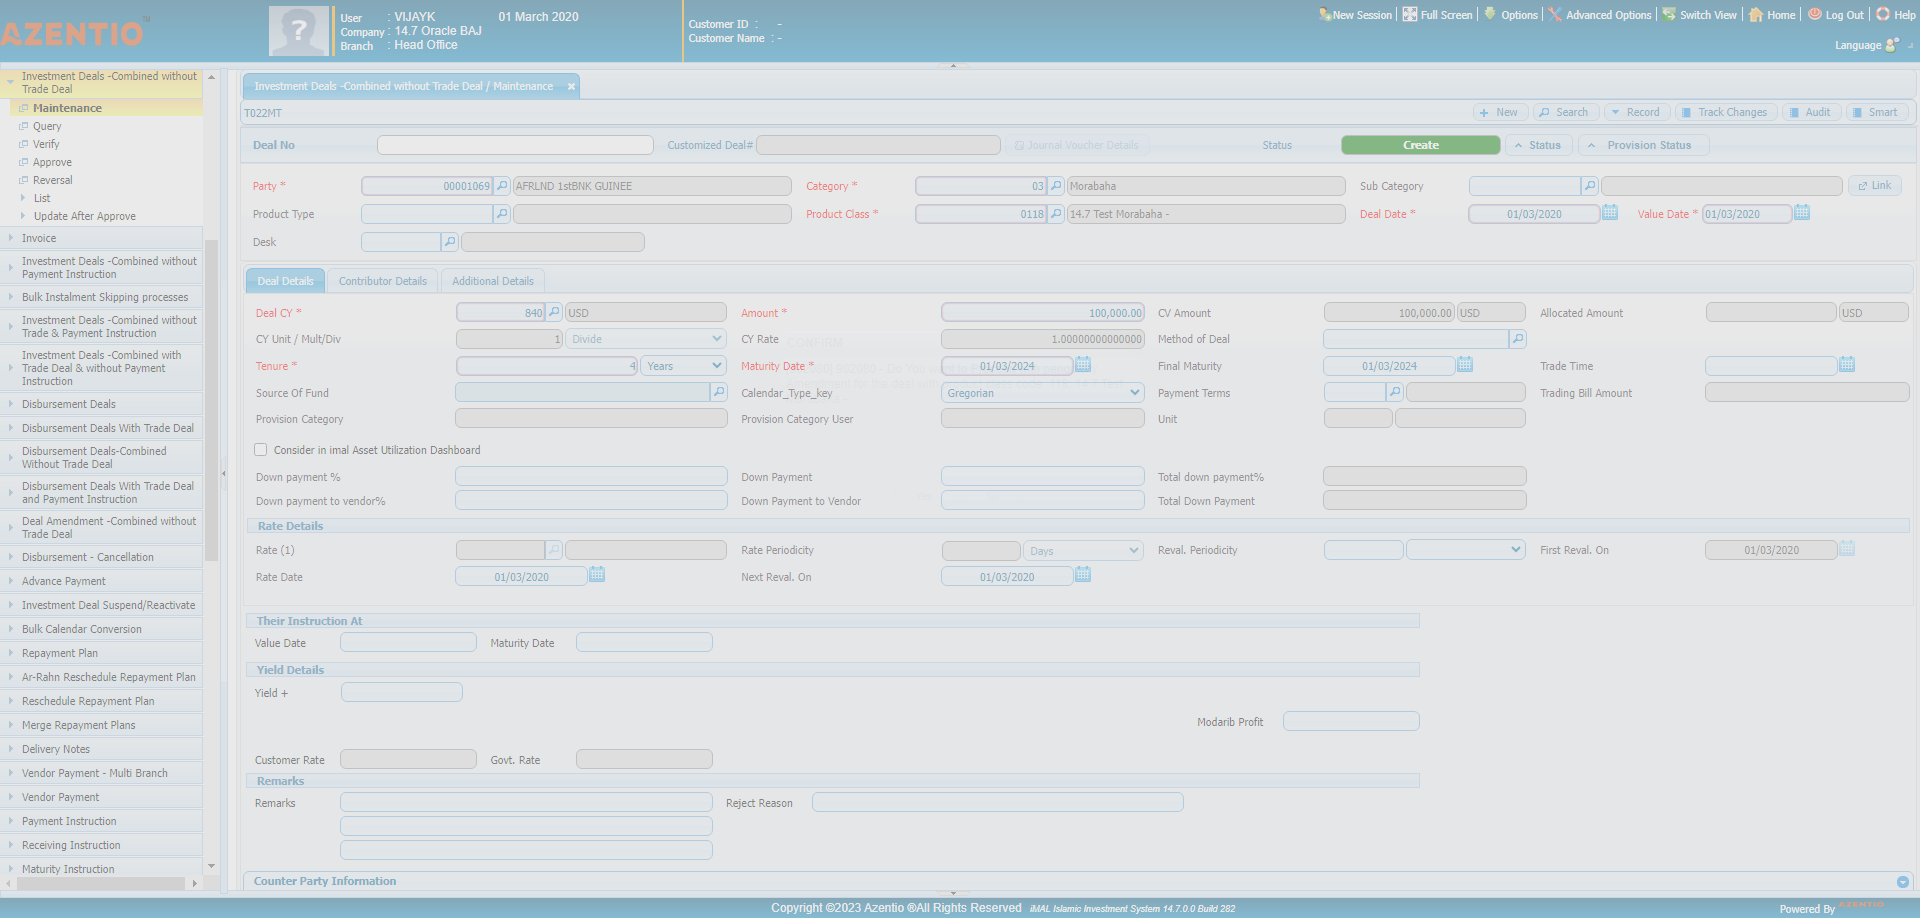 AZENTIO
User : VIJAYK 01 March 2020
Company : 14.7 Oracle BAJ
Branch : Head Office
Customer ID : -
Customer Name : -
New Session Full Screen Options Advanced Options Switch View Home Log Out Help
Language
Investment Deals -Combined without
Trade Deal
Maintenance
Query
Verify
Approve
Reversal
List
Update After Approve
Invoice
Investment Deals -Combined without
Payment Instruction
Bulk Instalment Skipping processes
Investment Deals -Combined without
Trade & Payment Instruction
Investment Deals -Combined with
Trade Deal & without Payment
Instruction
Disbursement Deals
Disbursement Deals With Trade Deal
Disbursement Deals-Combined
Without Trade Deal
Disbursement Deals With Trade Deal
and Payment Instruction
Deal Amendment -Combined without
Trade Deal
Disbursement - Cancellation
Advance Payment
Investment Deal Suspend/Reactivate
Bulk Calendar Conversion
Repayment Plan
Ar-Rahn Reschedule Repayment Plan
Reschedule Repayment Plan
Merge Repayment Plans
Delivery Notes
Vendor Payment - Multi Branch
Vendor Payment
Payment Instruction
Receiving Instruction
Maturity Instruction
Investment Deals -Combined without Trade Deal / Maintenance
T022MT
New Search Record Track Changes Audit Smart
Deal No Customized Deal# Journal Voucher Details Status Create Status Provision Status
Party * 00001069 AFRLND 1stBNK GUINEE Category * 03 Morabaha Sub Category Link
Product Type Product Class * 0118 14.7 Test Morabaha - Deal Date * 01/03/2020 Value Date * 01/03/2020
Desk
Deal Details Contributor Details Additional Details
Deal CY * 840 USD Amount * 100,000.00 CV Amount 100,000.00 USD Allocated Amount USD
CY Unit / Mult/Div 1 Divide CY Rate 1.00000000000000 Method of Deal
Tenure * 4 Years Maturity Date * 01/03/2024 Final Maturity 01/03/2024 Trade Time
Source Of Fund Calendar_Type_key Gregorian Payment Terms Trading Bill Amount
Provision Category Provision Category User Unit
Consider in imal Asset Utilization Dashboard
Down payment % Down Payment Total down payment%
Down payment to vendor% Down Payment to Vendor Total Down Payment
Rate Details
Rate (1) Rate Periodicity Days Reval. Periodicity First Reval. On 01/03/2020
Rate Date 01/03/2020 Next Reval. On 01/03/2020
Their Instruction At
Value Date Maturity Date
Yield Details
Yield +
Modarib Profit
Customer Rate Govt. Rate
Remarks
Remarks Reject Reason
Counter Party Information
Copyright ©2023 Azentio ®All Rights Reserved iMAL Islamic Investment System 14.7.0.0 Build 282
Powered By AZENTIO